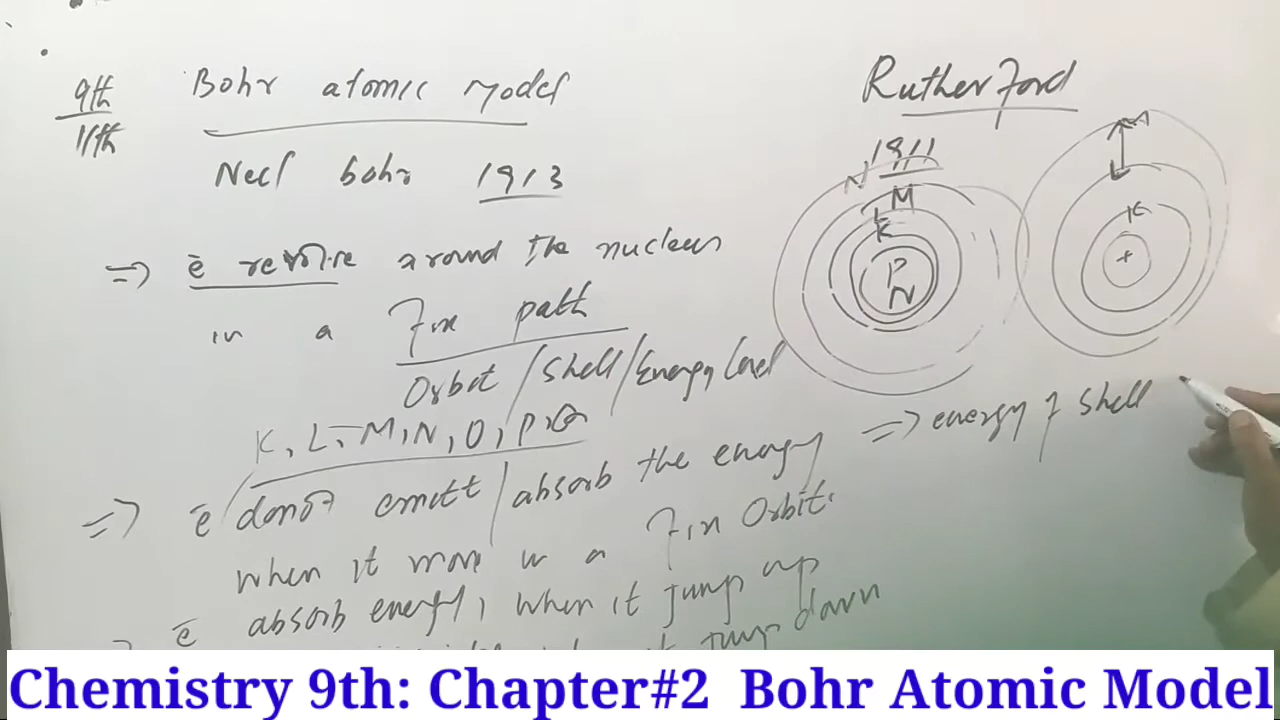 9th
11th
Bohr atomic Model
Necl bohr 1913
=> e̅ revolve around the nucleus
in a Fix path
Orbit / Shell / Energy level
K, L, M, N, O, P, Q
=> e̅ donot emitt / absorb the energy
when it move in a Fix Orbit.
e̅ absorb energy, when it jump up
jump down
Rutherford
1911
N
M
L
K
P
N
K
+
=> energy of shell
Chemistry 9th: Chapter#2 Bohr Atomic Model